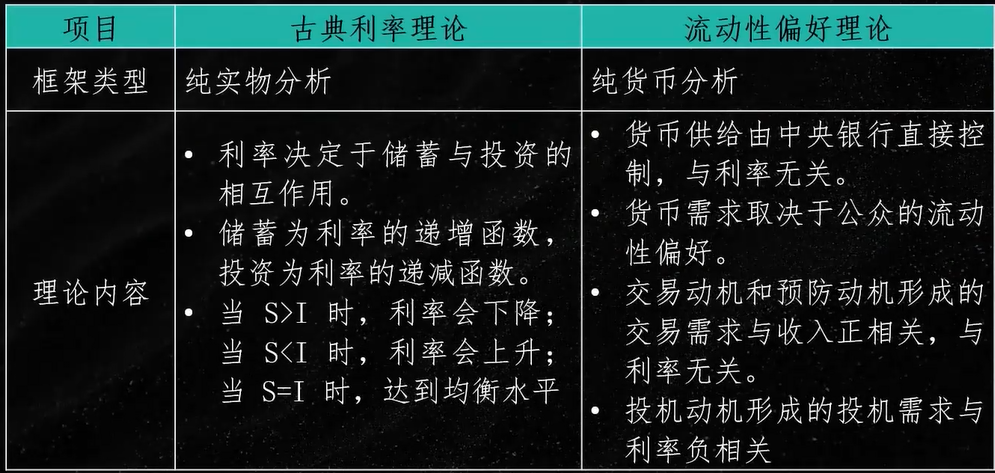 项目
古典利率理论
流动性偏好理论
框架类型
纯实物分析
纯货币分析
理论内容
• 利率决定于储蓄与投资的
相互作用。
• 储蓄为利率的递增函数，
投资为利率的递减函数。
• 当 S>I 时，利率会下降；
当 S<I 时，利率会上升；
当 S=I 时，达到均衡水平
• 货币供给由中央银行直接控
制，与利率无关。
• 货币需求取决于公众的流动
性偏好。
• 交易动机和预防动机形成的
交易需求与收入正相关，与
利率无关。
• 投机动机形成的投机需求与
利率负相关